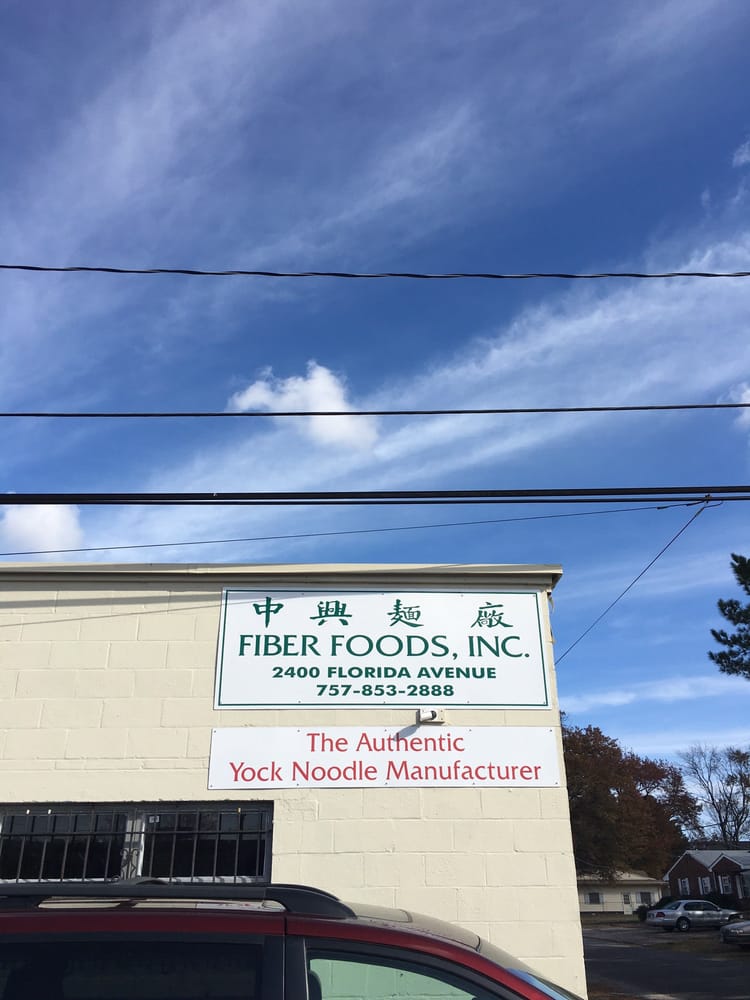 中興麵廠
FIBER FOODS, INC.
2400 FLORIDA AVENUE
757-853-2888
The Authentic
Yock Noodle Manufacturer